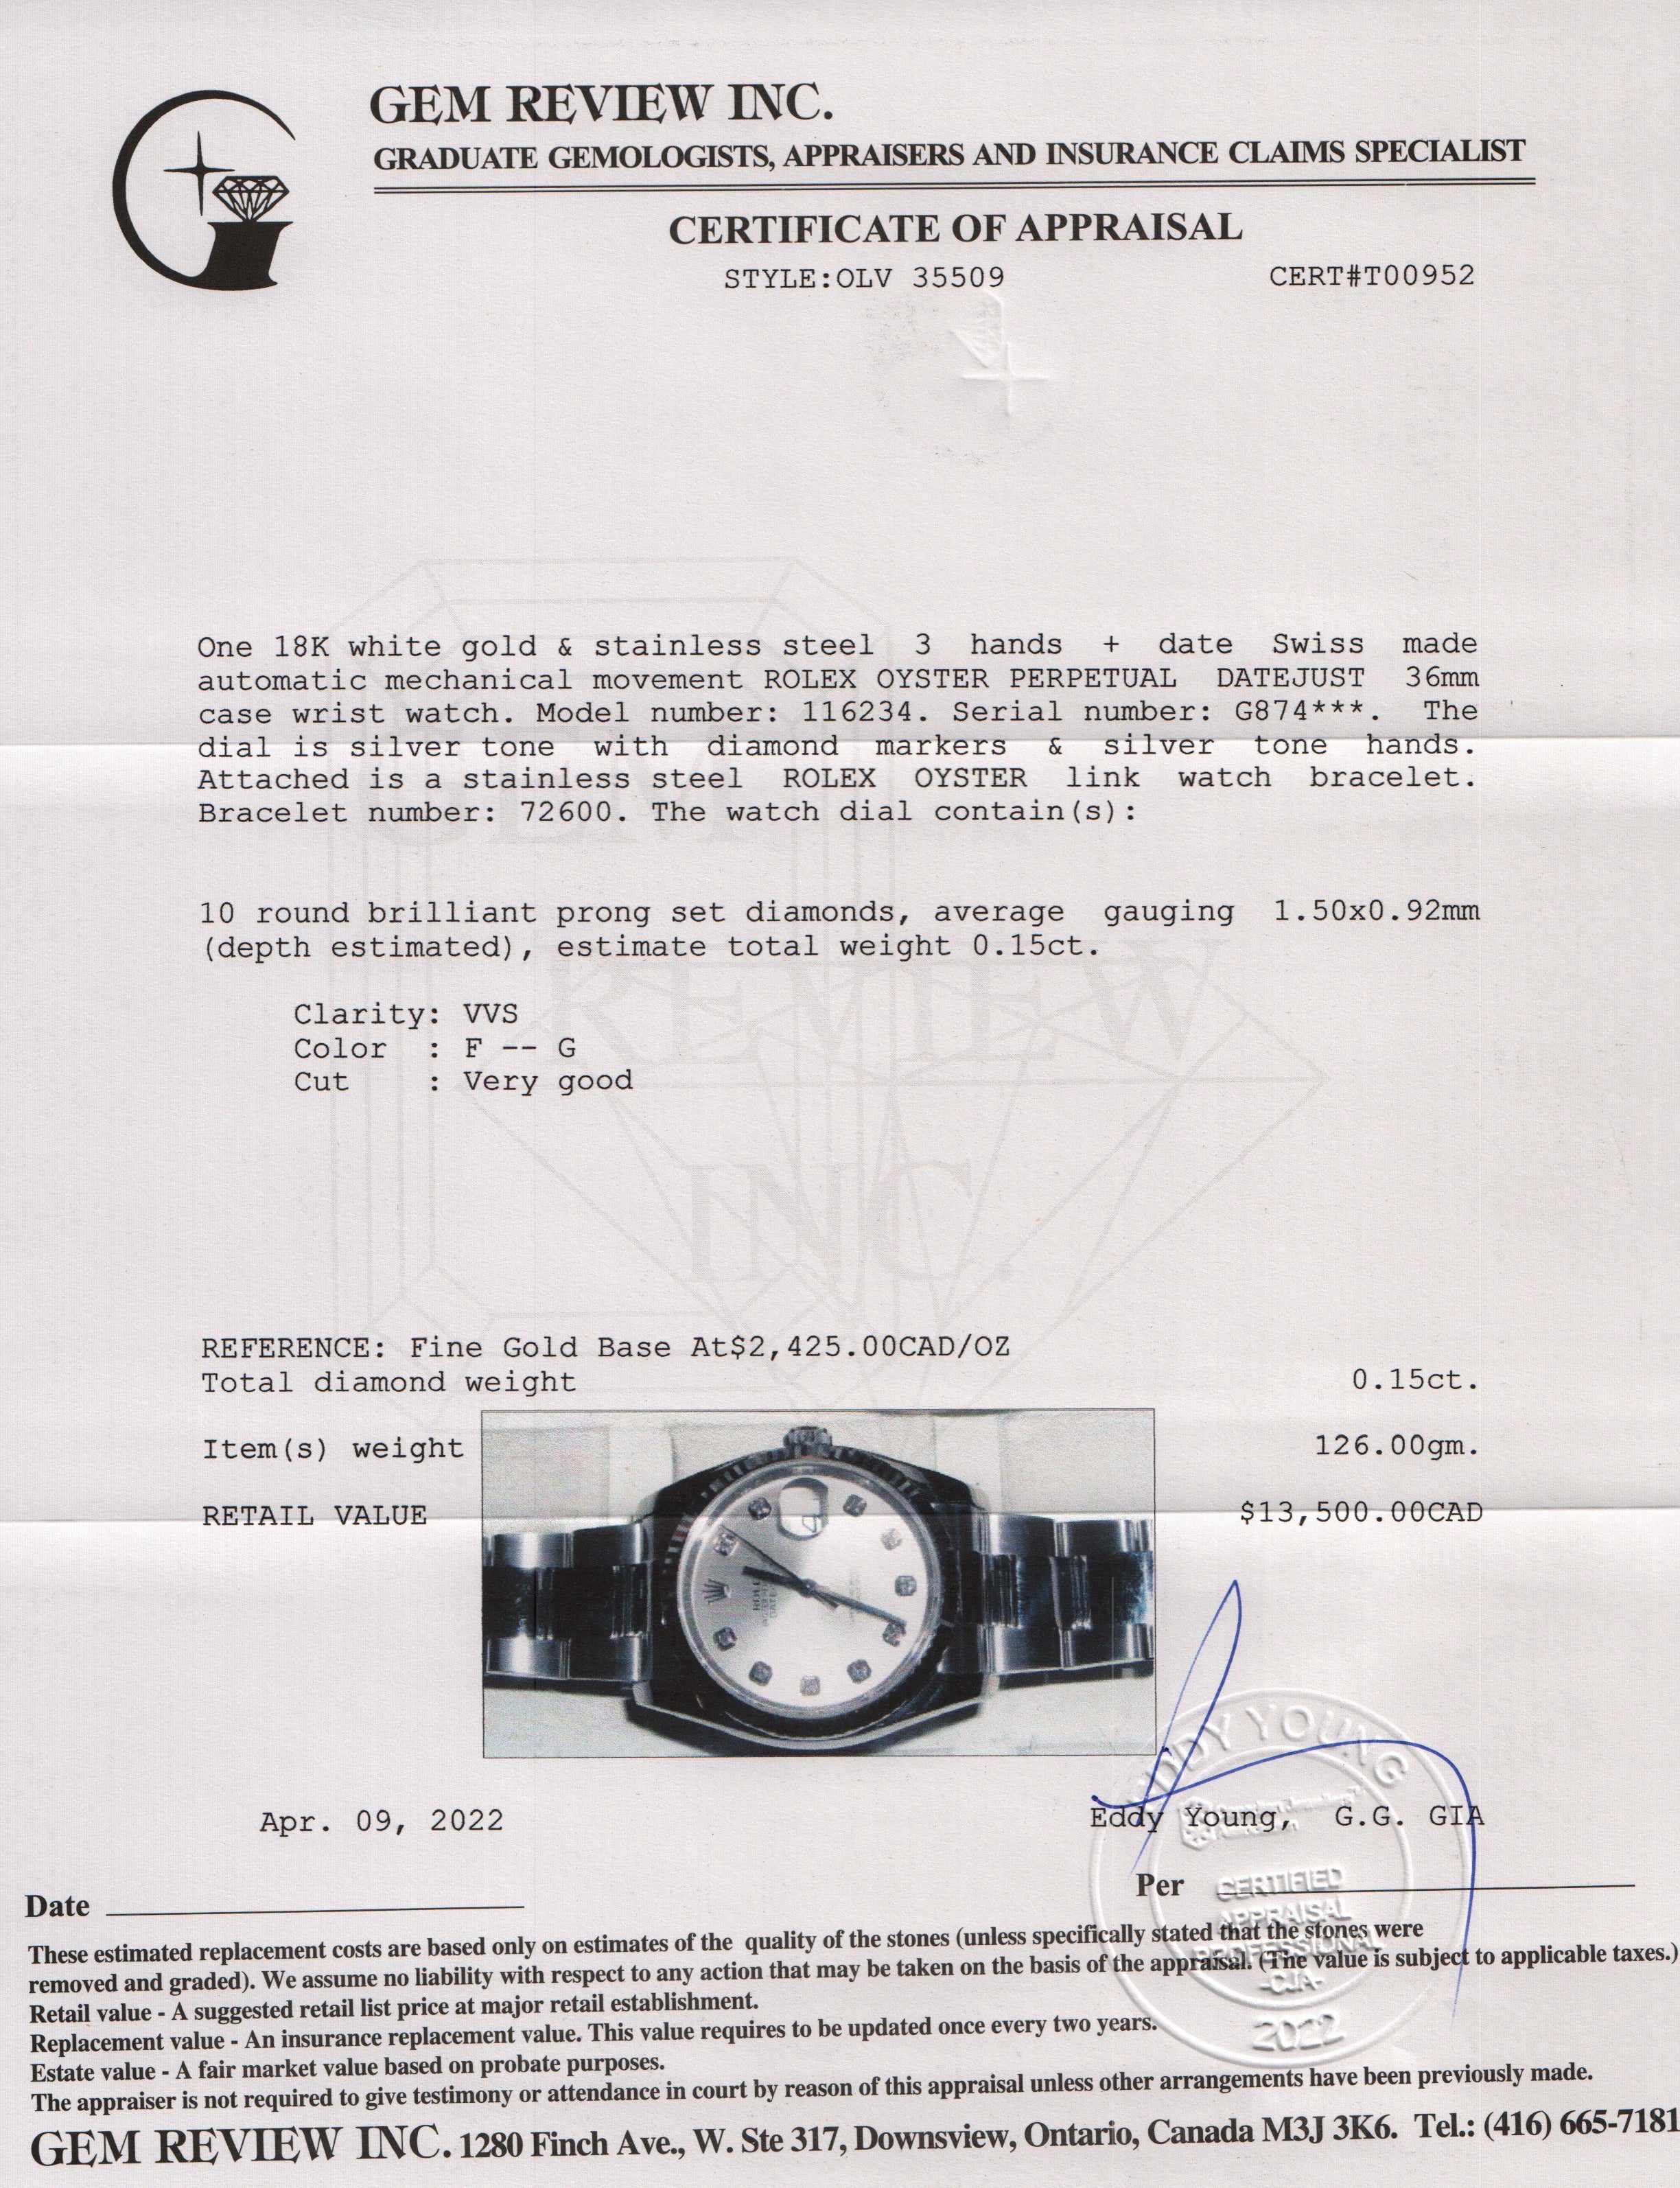 GEM REVIEW INC.
GRADUATE GEMOLOGISTS, APPRAISERS AND INSURANCE CLAIMS SPECIALIST
CERTIFICATE OF APPRAISAL
STYLE:OLV 35509 CERT#T00952
One 18K white gold & stainless steel 3 hands + date Swiss made
automatic mechanical movement ROLEX OYSTER PERPETUAL DATEJUST 36mm
case wrist watch. Model number: 116234. Serial number: G874***. The
dial is silver tone with diamond markers & silver tone hands.
Attached is a stainless steel ROLEX OYSTER link watch bracelet.
Bracelet number: 72600. The watch dial contain(s):
10 round brilliant prong set diamonds, average gauging 1.50x0.92mm
(depth estimated), estimate total weight 0.15ct.
Clarity: VVS
Color : F -- G
Cut : Very good
GEM
REVIEW
INC.
REFERENCE: Fine Gold Base At$2,425.00CAD/OZ
Total diamond weight 0.15ct.
Item(s) weight 126.00gm.
RETAIL VALUE $13,500.00CAD
Apr. 09, 2022
Eddy Young, G.G. GIA
Date
Per
EDDY YOUNG
CERTIFIED
APPRAISAL
PROFESSIONAL
-CJA-
2022
These estimated replacement costs are based only on estimates of the quality of the stones (unless specifically stated that the stones were
removed and graded). We assume no liability with respect to any action that may be taken on the basis of the appraisal. (The value is subject to applicable taxes.)
Retail value - A suggested retail list price at major retail establishment.
Replacement value - An insurance replacement value. This value requires to be updated once every two years.
Estate value - A fair market value based on probate purposes.
The appraiser is not required to give testimony or attendance in court by reason of this appraisal unless other arrangements have been previously made.
GEM REVIEW INC. 1280 Finch Ave., W. Ste 317, Downsview, Ontario, Canada M3J 3K6. Tel.: (416) 665-7181